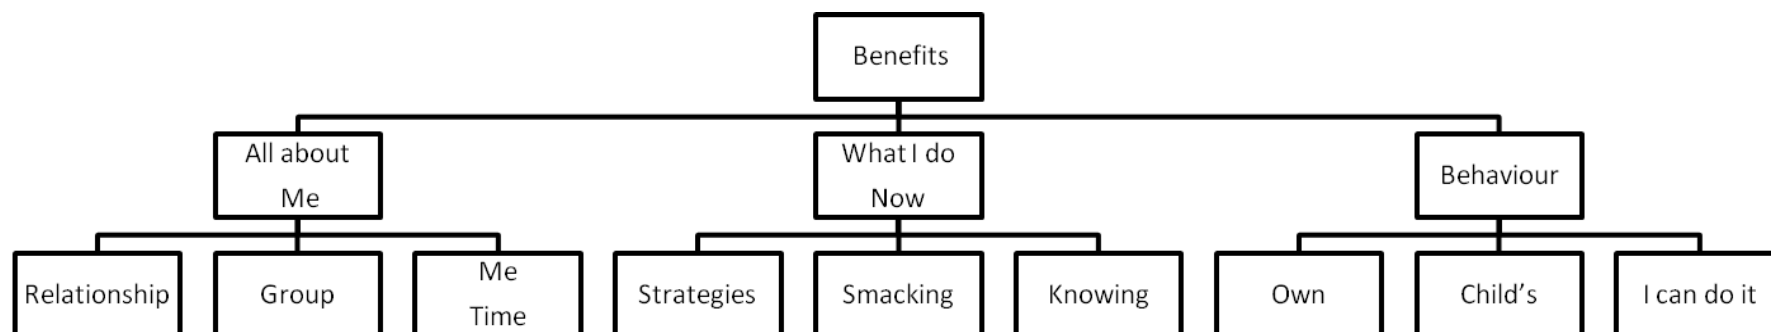 Benefits
All about
Me
What I do
Now
Behaviour
Relationship
Group
Me
Time
Strategies
Smacking
Knowing
Own
Child’s
I can do it